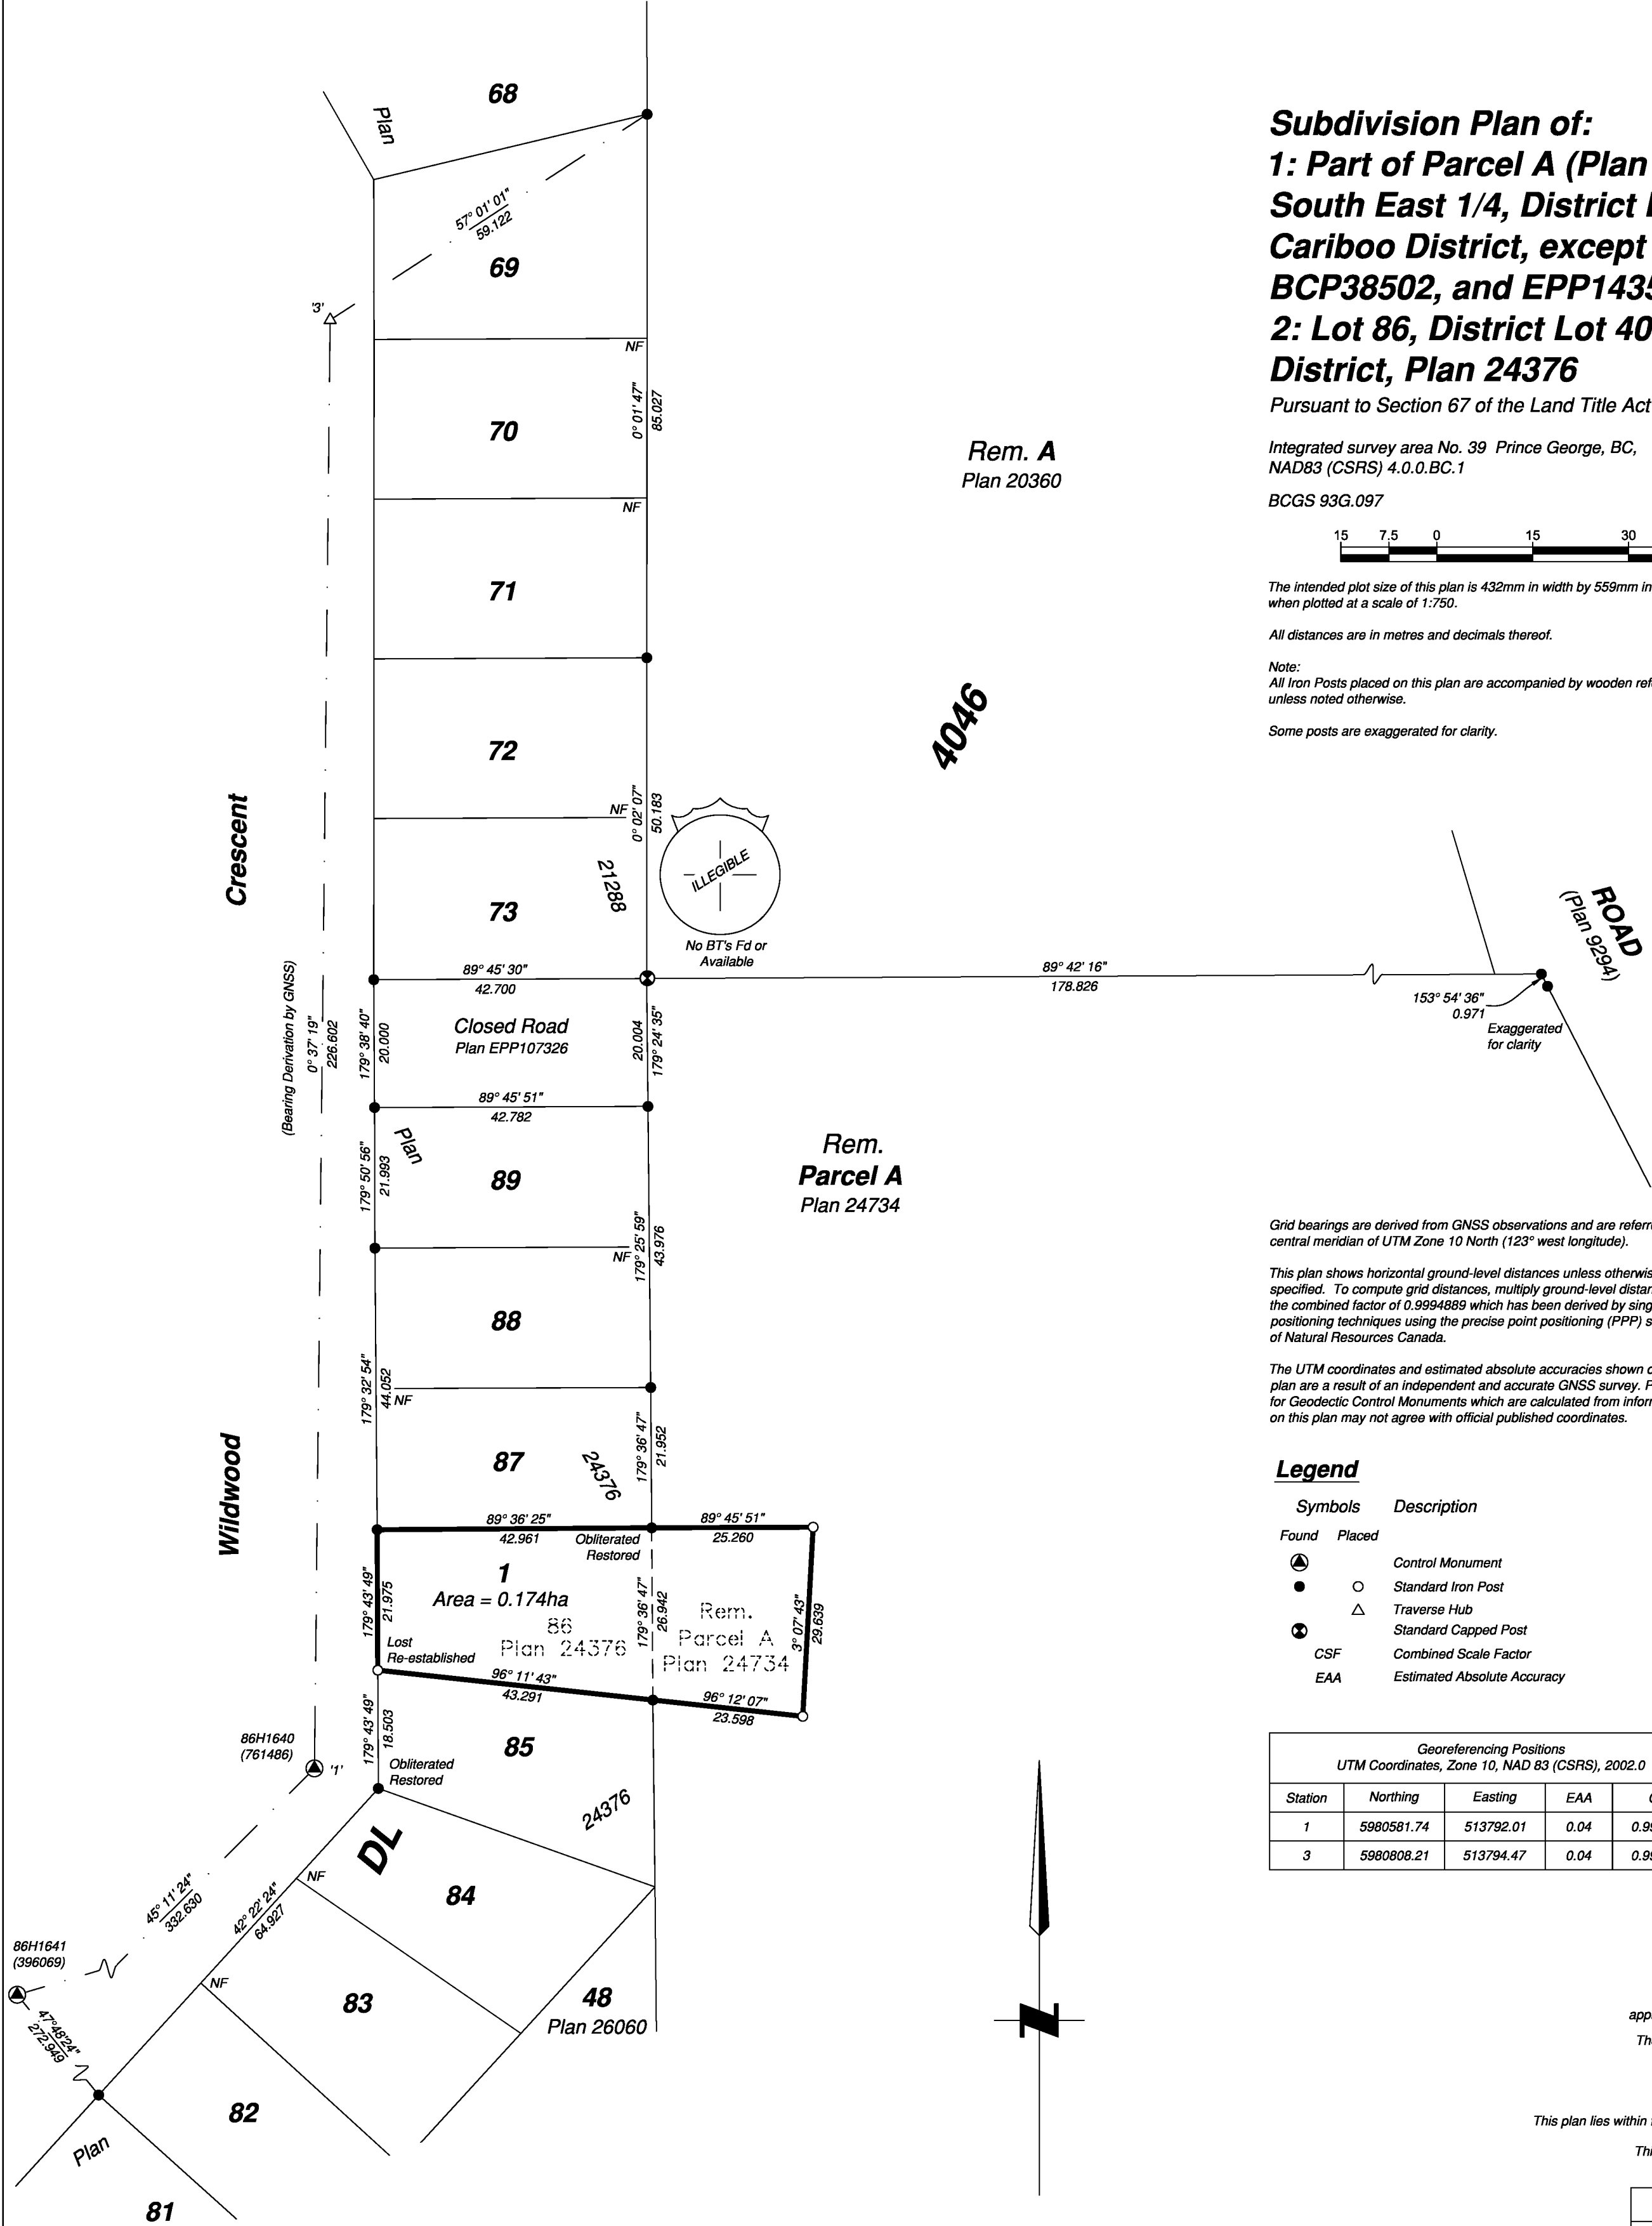 68
Plan
57° 01' 01"
59.122
69
'3'
NF
70
0° 01' 47"
85.027
NF
71
72
NF
0° 02' 07"
50.183
21288
73
ILLEGIBLE
No BT's Fd or
Available
Crescent
Wildwood
(Bearing Derivation by GNSS)
0° 37' 19"
226.602
89° 45' 30"
42.700
89° 42' 16"
178.826
179° 38' 40"
20.000
Closed Road
Plan EPP107326
20.004
179° 24' 35"
89° 45' 51"
42.782
Plan
179° 50' 56"
21.993
89
179° 25' 59"
43.976
NF
88
179° 32' 54"
44.052
NF
87
24376
179° 36' 47"
21.952
89° 36' 25"
42.961
Obliterated
Restored
89° 45' 51"
25.260
1
Area = 0.174ha
86
Plan 24376
179° 43' 49"
21.975
179° 36' 47"
26.942
Rem.
Parcel A
Plan 24734
3° 07' 43"
29.639
Lost
Re-established
96° 11' 43"
43.291
96° 12' 07"
23.598
179° 43' 49"
18.503
85
86H1640
(761486)
'1'
Obliterated
Restored
24376
DL
45° 11' 24"
332.630
42° 22' 24"
64.927
NF
84
86H1641
(396069)
NF
83
48
Plan 26060
47°48'24"
272.949
82
Plan
81
Rem. A
Plan 20360
4046
Rem.
Parcel A
Plan 24734
ROAD
(Plan 9294)
153° 54' 36"
0.971
Exaggerated
for clarity
Subdivision Plan of:
1: Part of Parcel A (Plan
South East 1/4, District
Cariboo District, except
BCP38502, and EPP1435
2: Lot 86, District Lot 40
District, Plan 24376
Pursuant to Section 67 of the Land Title Act
Integrated survey area No. 39 Prince George, BC,
NAD83 (CSRS) 4.0.0.BC.1
BCGS 93G.097
15 7.5 0 15 30
The intended plot size of this plan is 432mm in width by 559mm in
when plotted at a scale of 1:750.
All distances are in metres and decimals thereof.
Note:
All Iron Posts placed on this plan are accompanied by wooden ref
unless noted otherwise.
Some posts are exaggerated for clarity.
Grid bearings are derived from GNSS observations and are referr
central meridian of UTM Zone 10 North (123° west longitude).
This plan shows horizontal ground-level distances unless otherwis
specified. To compute grid distances, multiply ground-level distan
the combined factor of 0.9994889 which has been derived by sing
positioning techniques using the precise point positioning (PPP) s
of Natural Resources Canada.
The UTM coordinates and estimated absolute accuracies shown o
plan are a result of an independent and accurate GNSS survey. P
for Geodectic Control Monuments which are calculated from inforr
on this plan may not agree with official published coordinates.
Legend
Symbols Description
Found Placed
Control Monument
Standard Iron Post
Traverse Hub
Standard Capped Post
CSF Combined Scale Factor
EAA Estimated Absolute Accuracy
Georeferencing Positions
UTM Coordinates, Zone 10, NAD 83 (CSRS), 2002.0
Station Northing Easting EAA
1 5980581.74 513792.01 0.04 0.99
3 5980808.21 513794.47 0.04 0.99
app
Th
This plan lies within
Thi